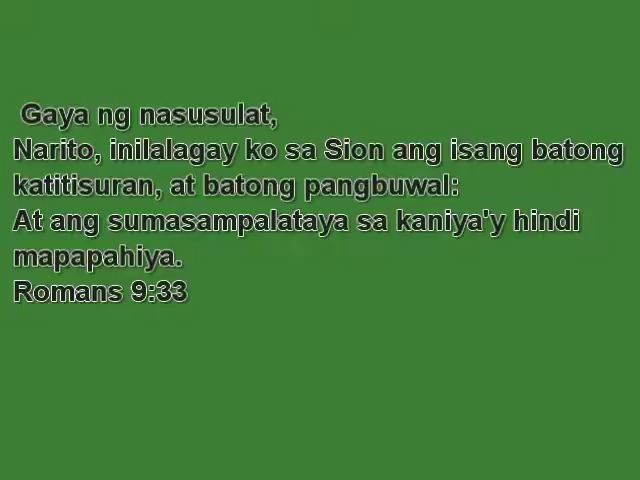 Gaya ng nasusulat,
Narito, inilalagay ko sa Sion ang isang batong
katitisuran, at batong pangbuwal:
At ang sumasampalataya sa kaniya'y hindi
mapapahiya.
Romans 9:33